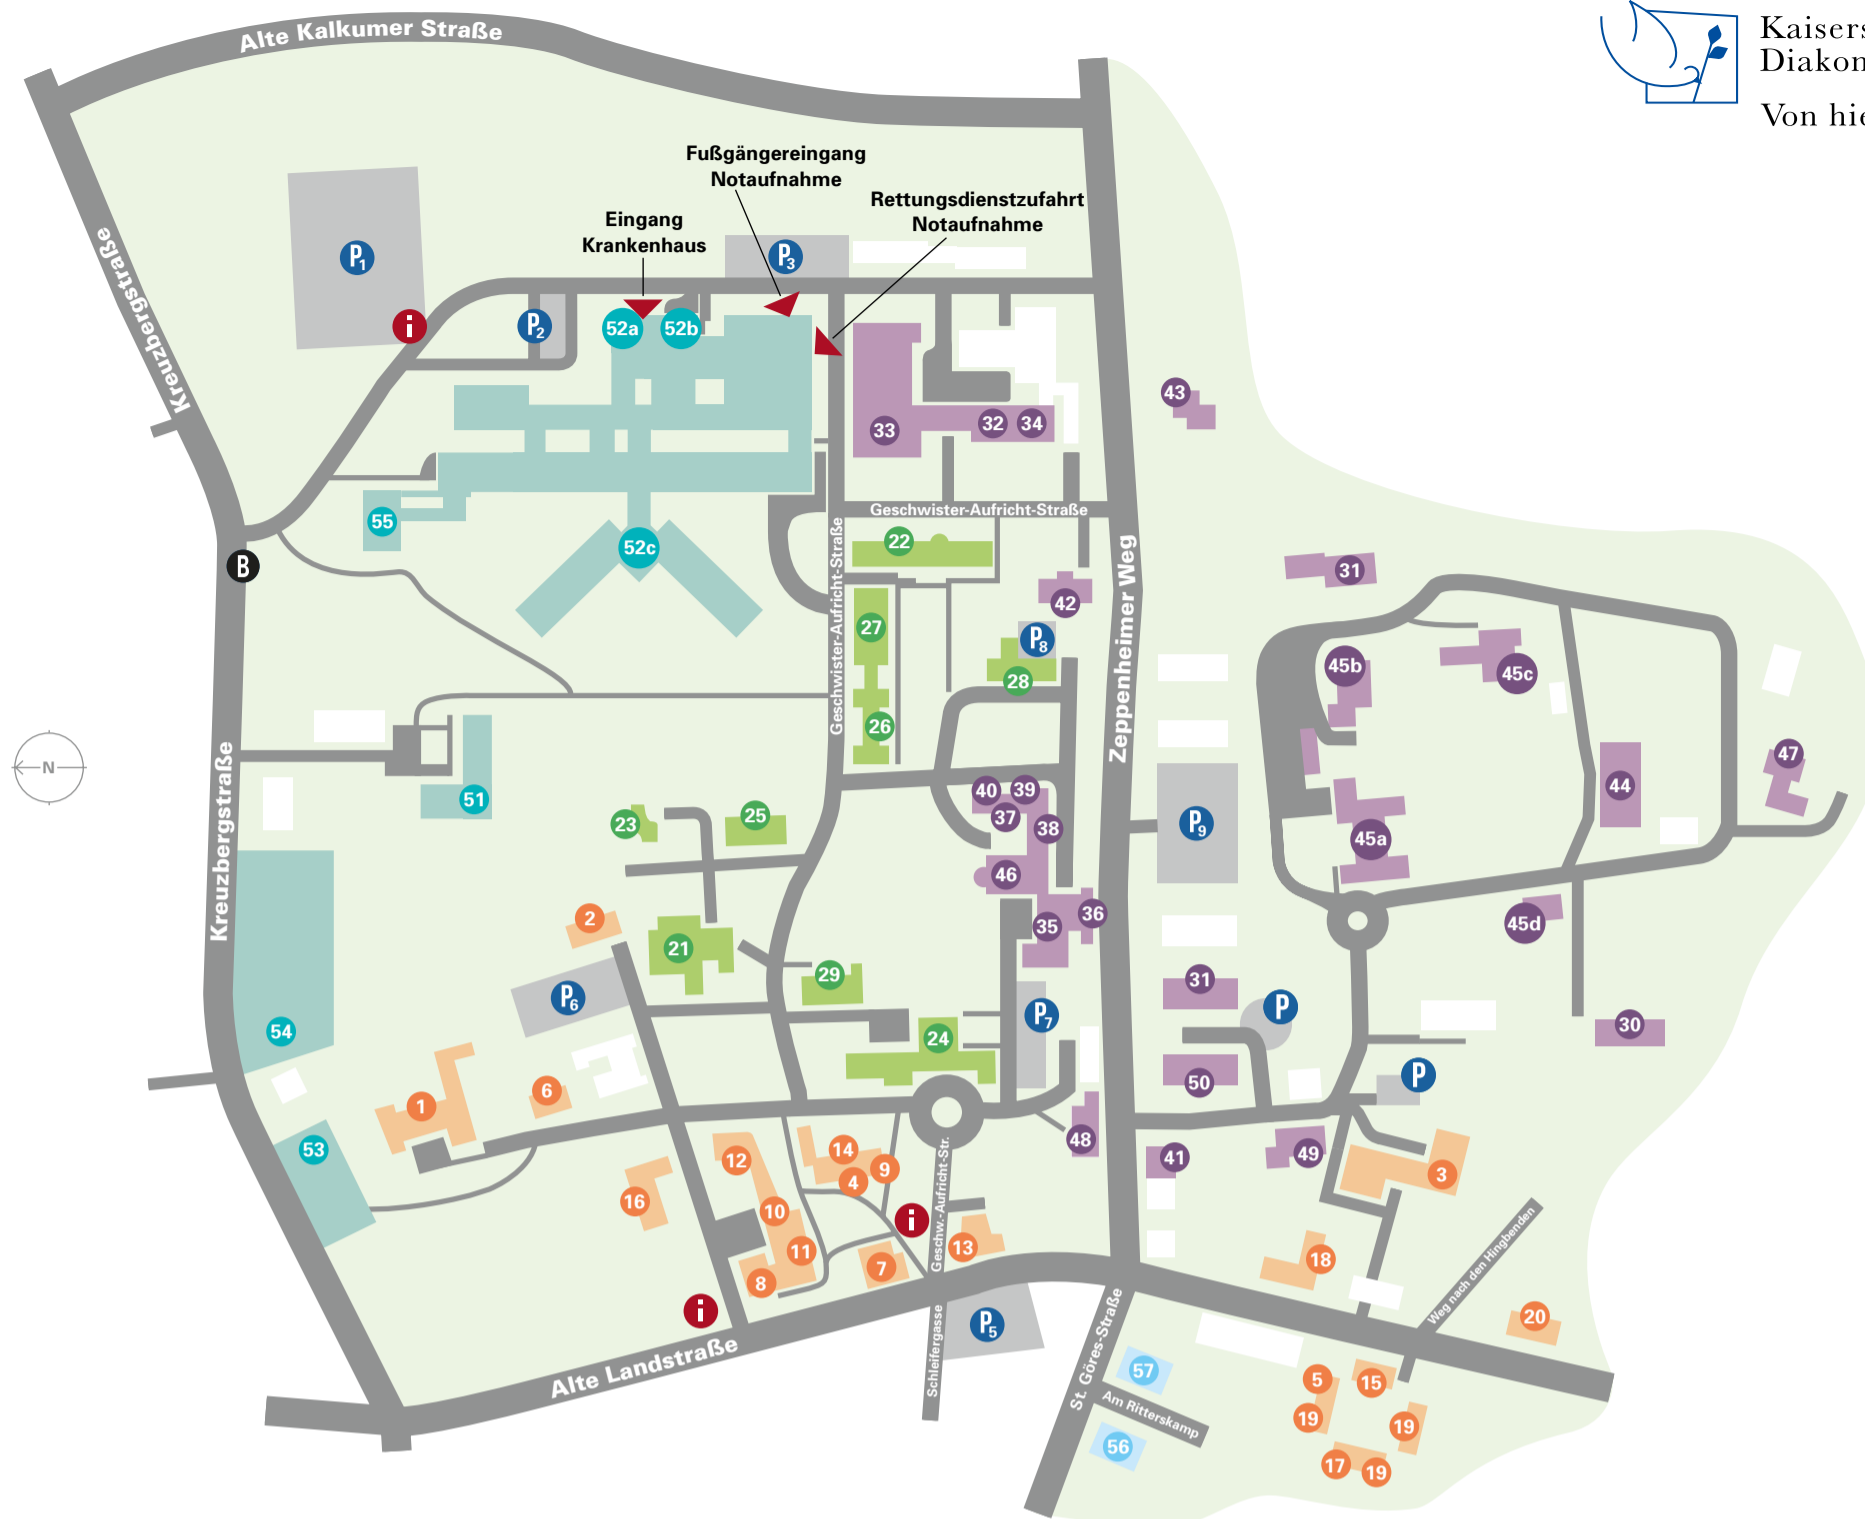 Kaisers
Diakon
Von hie
Alte Kalkumer Straße
Fußgängereingang
Notaufnahme
Rettungsdienstzufahrt
Notaufnahme
Eingang
Krankenhaus
Kreuzbergstraße
P1
P3
i
P2
52a
52b
43
33
32
34
Geschwister-Aufricht-Straße
55
22
52c
B
31
Zeppenheimer Weg
Geschwister-Aufricht-Straße
42
27
P8
28
45b
45c
26
N
Kreuzbergstraße
51
40
39
37
38
47
44
23
25
P9
45a
46
2
21
35
36
45d
29
P6
31
P
P7
54
24
30
P
50
1
6
53
12
14
9
4
48
41
49
3
16
10
i
Geschw.-Aufricht-Str.
13
11
7
8
18
Weg nach den Hingbenden
i
P5
20
Alte Landstraße
Schleifergasse
St. Göres-Straße
57
Am Ritterskamp
56
5
15
19
19
17
19